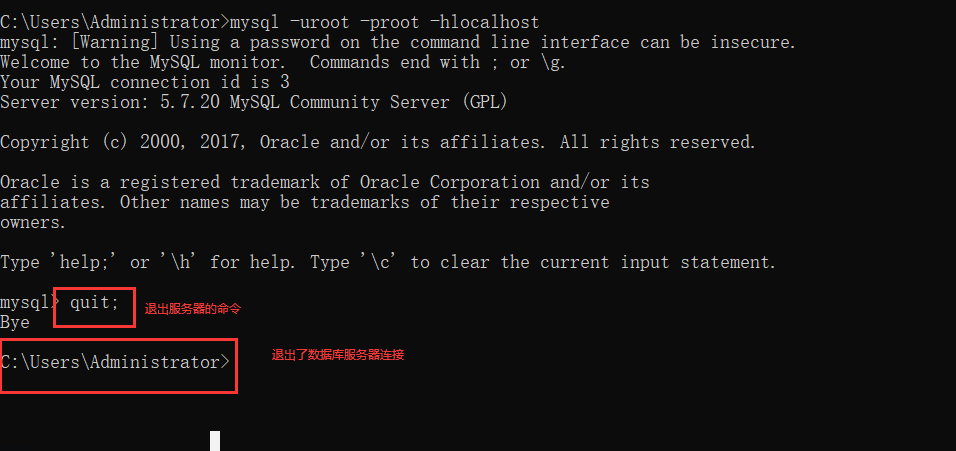 C:\Users\Administrator>mysql -uroot -proot -hlocalhost
mysql: [Warning] Using a password on the command line interface can be insecure.
Welcome to the MySQL monitor.  Commands end with ; or \g.
Your MySQL connection id is 3
Server version: 5.7.20 MySQL Community Server (GPL)
Copyright (c) 2000, 2017, Oracle and/or its affiliates. All rights reserved.
Oracle is a registered trademark of Oracle Corporation and/or its
affiliates. Other names may be trademarks of their respective
owners.
Type 'help;' or '\h' for help. Type '\c' to clear the current input statement.
mysql> quit; 退出服务器的命令
Bye
C:\Users\Administrator> 退出了数据库服务器连接